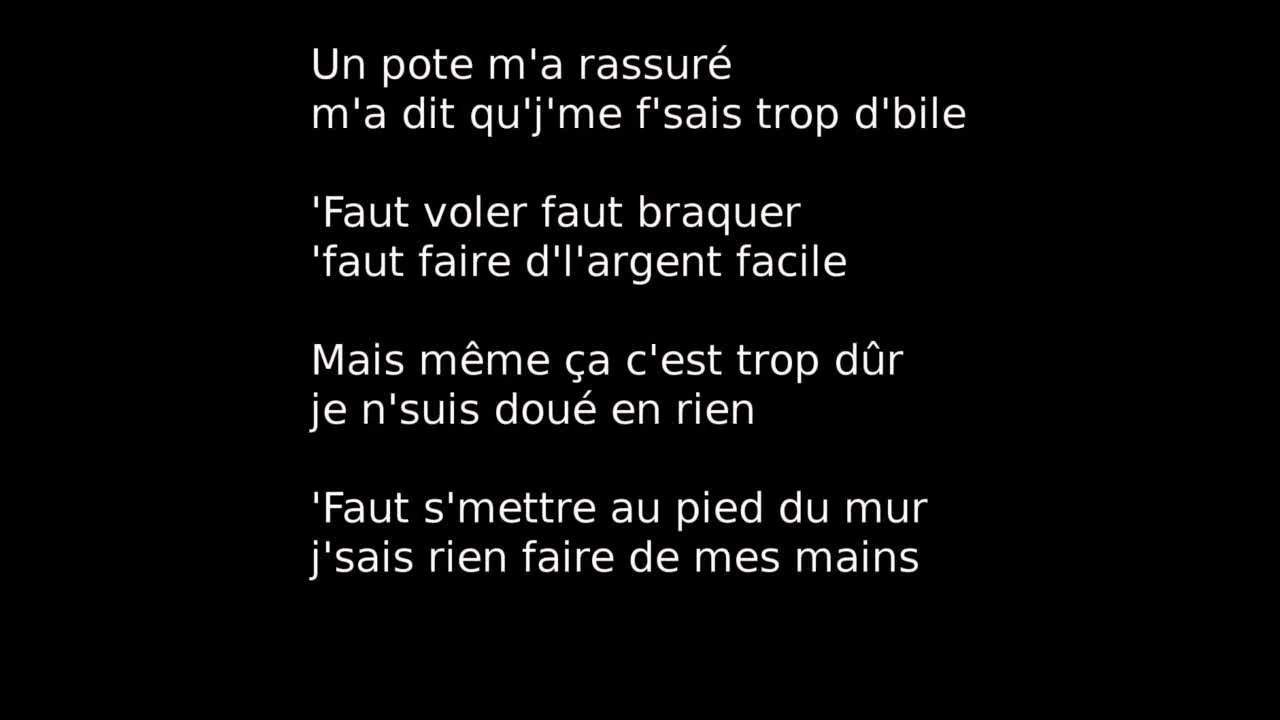 Un pote m'a rassuré
m'a dit qu'j'me f'sais trop d'bile
'Faut voler faut braquer
'faut faire d'l'argent facile
Mais même ça c'est trop dûr
je n'suis doué en rien
'Faut s'mettre au pied du mur
j'sais rien faire de mes mains